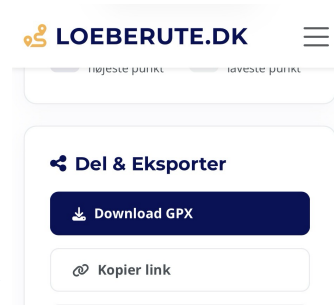 LOEBERUTE.DK
højeste punkt
laveste punkt
Del & Eksporter
Download GPX
Kopier link